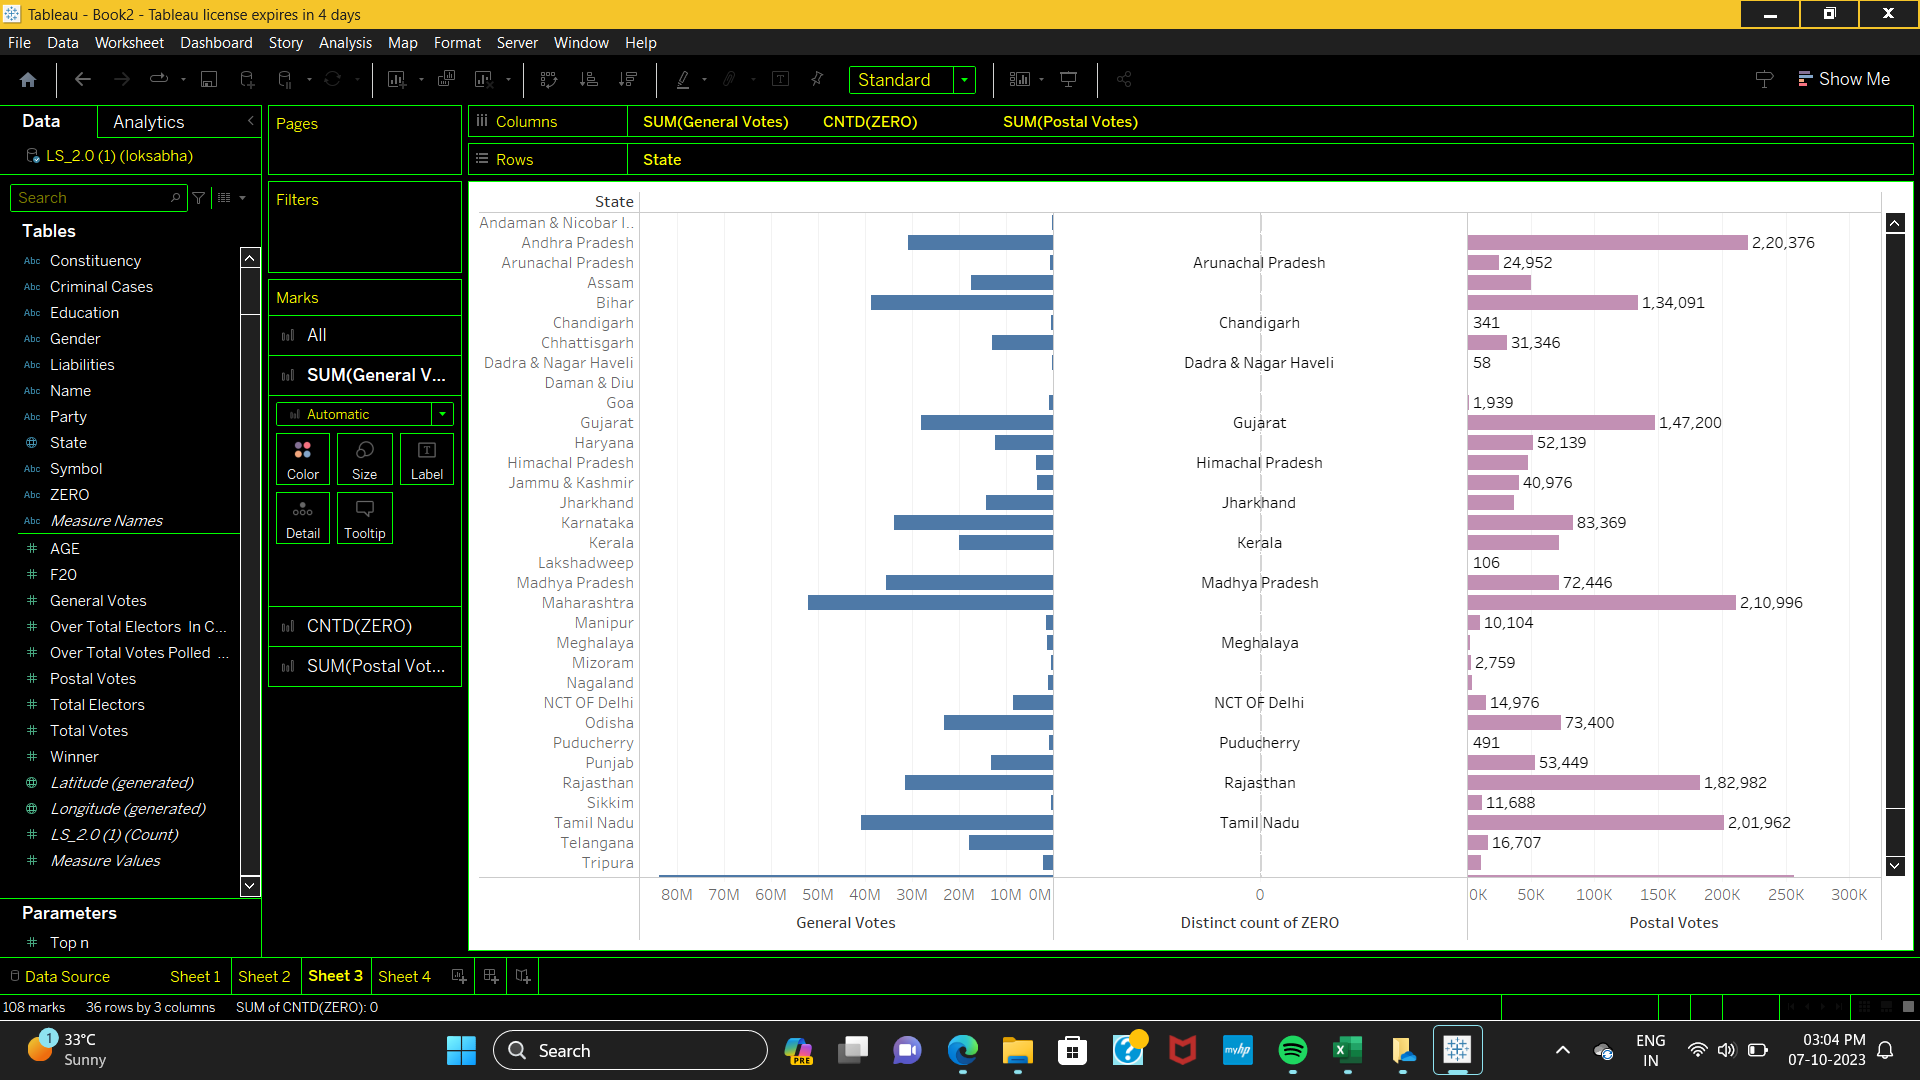 Tableau - Book2 - Tableau license expires in 4 days
File Data Worksheet Dashboard Story Analysis Map Format Server Window Help
Standard
Show Me
Data
Analytics
LS_2.0 (1) (loksabha)
Search
Tables
Abc Constituency
Abc Criminal Cases
Abc Education
Abc Gender
Abc Liabilities
Abc Name
Abc Party
State
Abc Symbol
Abc ZERO
Abc Measure Names
# AGE
# F20
# General Votes
# Over Total Electors In C...
# Over Total Votes Polled ...
# Postal Votes
# Total Electors
# Total Votes
# Winner
Latitude (generated)
Longitude (generated)
# LS_2.0 (1) (Count)
# Measure Values
Parameters
# Top n
Pages
Filters
Marks
All
SUM(General V...
Automatic
Color Size Label
Detail Tooltip
CNTD(ZERO)
SUM(Postal Vot...
Columns SUM(General Votes) CNTD(ZERO) SUM(Postal Votes)
Rows State
State
Andaman & Nicobar I..
Andhra Pradesh 2,20,376
Arunachal Pradesh Arunachal Pradesh 24,952
Assam
Bihar 1,34,091
Chandigarh Chandigarh 341
Chhattisgarh 31,346
Dadra & Nagar Haveli Dadra & Nagar Haveli 58
Daman & Diu
Goa 1,939
Gujarat Gujarat 1,47,200
Haryana 52,139
Himachal Pradesh Himachal Pradesh
Jammu & Kashmir 40,976
Jharkhand Jharkhand
Karnataka 83,369
Kerala Kerala
Lakshadweep 106
Madhya Pradesh Madhya Pradesh 72,446
Maharashtra 2,10,996
Manipur 10,104
Meghalaya Meghalaya
Mizoram 2,759
Nagaland
NCT OF Delhi NCT OF Delhi 14,976
Odisha 73,400
Puducherry Puducherry 491
Punjab 53,449
Rajasthan Rajasthan 1,82,982
Sikkim 11,688
Tamil Nadu Tamil Nadu 2,01,962
Telangana 16,707
Tripura
80M 70M 60M 50M 40M 30M 20M 10M 0M 0 0K 50K 100K 150K 200K 250K 300K
General Votes Distinct count of ZERO Postal Votes
Data Source Sheet 1 Sheet 2 Sheet 3 Sheet 4
108 marks 36 rows by 3 columns SUM of CNTD(ZERO): 0
1
33°C
Sunny
Search
PRE
myhp
ENG
IN
03:04 PM
07-10-2023